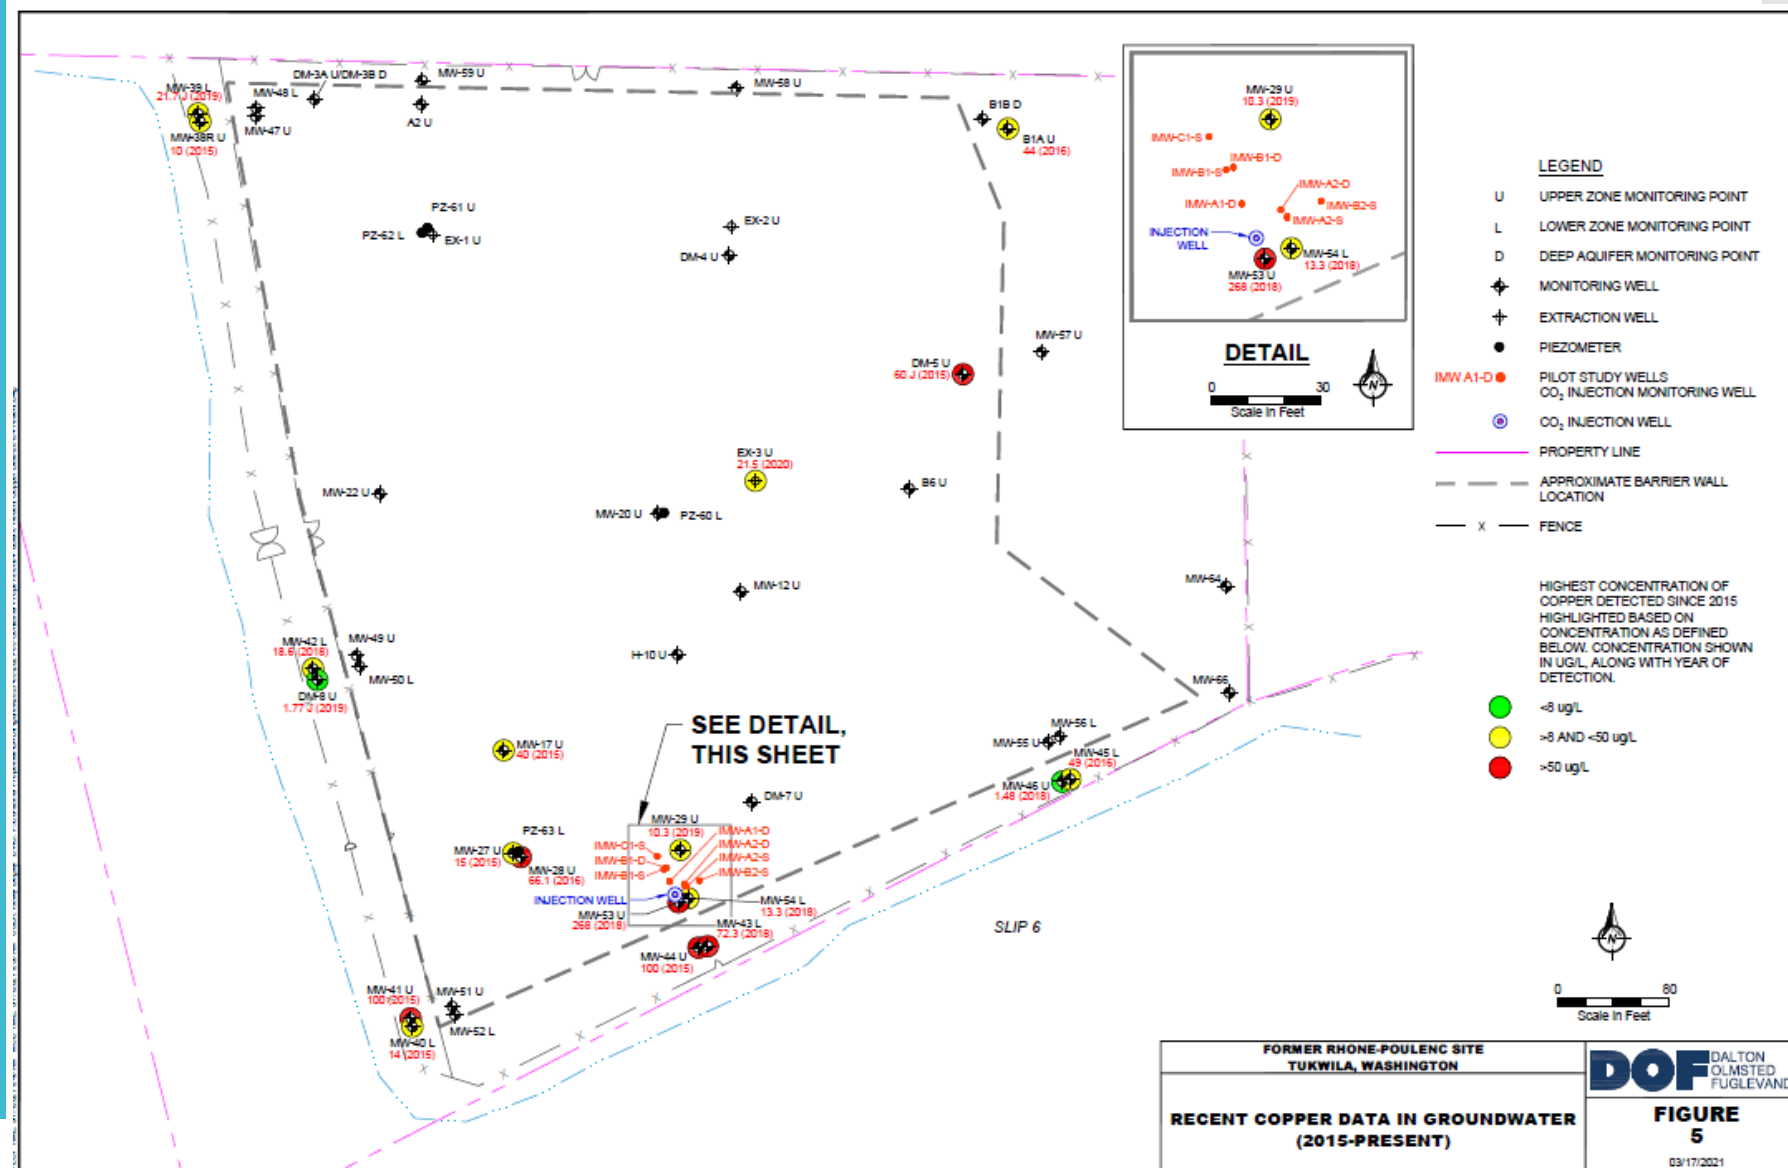 MW-39 L
21.7 J (2019)
MW-38R U
10 (2015)
MW-48 L
MW-47 U
DM-3A U/DM-3B D
MW-59 U
A2 U
MW-58 U
B1B D
B1A U
44 (2016)
PZ-61 U
PZ-62 L
EX-1 U
EX-2 U
DM-4 U
MW-57 U
DM-5 U
60 J (2015)
EX-3 U
21.5 (2020)
MW-22 U
MW-20 U
PZ-60 L
B6 U
MW-12 U
MW-64
H-10 U
MW-42 L
18.6 (2018)
MW-49 U
MW-50 L
DM-8 U
1.77 J (2019)
MW-66
SEE DETAIL,
THIS SHEET
MW-17 U
40 (2015)
MW-56 L
MW-55 U
MW-45 L
49 (2016)
MW-46 U
1.48 (2018)
DM-7 U
MW-29 U
10.3 (2019)
PZ-63 L
MW-27 U
15 (2015)
MW-28 U
66.1 (2016)
IMW-C1-S
IMW-B1-D
IMW-B1-S
IMW-A1-D
IMW-A2-D
IMW-A2-S
IMW-B2-S
INJECTION WELL
MW-53 U
268 (2018)
MW-54 L
13.3 (2018)
MW-43 L
72.3 (2018)
MW-44 U
100 (2015)
SLIP 6
MW-41 U
100 (2015)
MW-51 U
MW-52 L
MW-40 L
14 (2015)
MW-29 U
10.3 (2019)
IMW-C1-S
IMW-B1-D
IMW-B1-S
IMW-A2-D
IMW-A1-D
IMW-B2-S
IMW-A2-S
INJECTION
WELL
MW-54 L
13.3 (2018)
MW-53 U
268 (2018)
DETAIL
0 30
Scale in Feet
N
LEGEND
U UPPER ZONE MONITORING POINT
L LOWER ZONE MONITORING POINT
D DEEP AQUIFER MONITORING POINT
MONITORING WELL
EXTRACTION WELL
PIEZOMETER
IMW A1-D PILOT STUDY WELLS
CO₂ INJECTION MONITORING WELL
CO₂ INJECTION WELL
PROPERTY LINE
APPROXIMATE BARRIER WALL
LOCATION
X FENCE
HIGHEST CONCENTRATION OF
COPPER DETECTED SINCE 2015
HIGHLIGHTED BASED ON
CONCENTRATION AS DEFINED
BELOW. CONCENTRATION SHOWN
IN UG/L, ALONG WITH YEAR OF
DETECTION.
<8 ug/L
>8 AND <50 ug/L
>50 ug/L
N
0 60
Scale in Feet
FORMER RHONE-POULENC SITE
TUKWILA, WASHINGTON
RECENT COPPER DATA IN GROUNDWATER
(2015-PRESENT)
DOF DALTON
OLMSTED
FUGLEVAND
FIGURE
5
03/17/2021